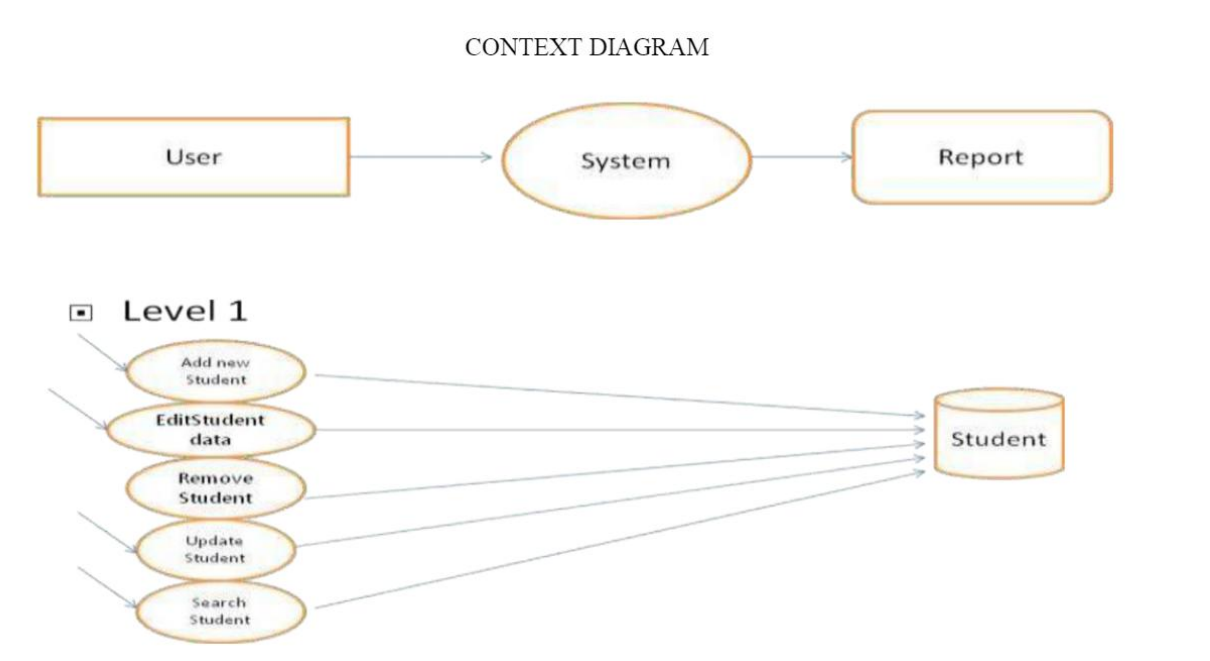 CONTEXT DIAGRAM
User
System
Report
Level 1
Add new
Student
EditStudent
data
Remove
Student
Update
Student
Search
Student
Student